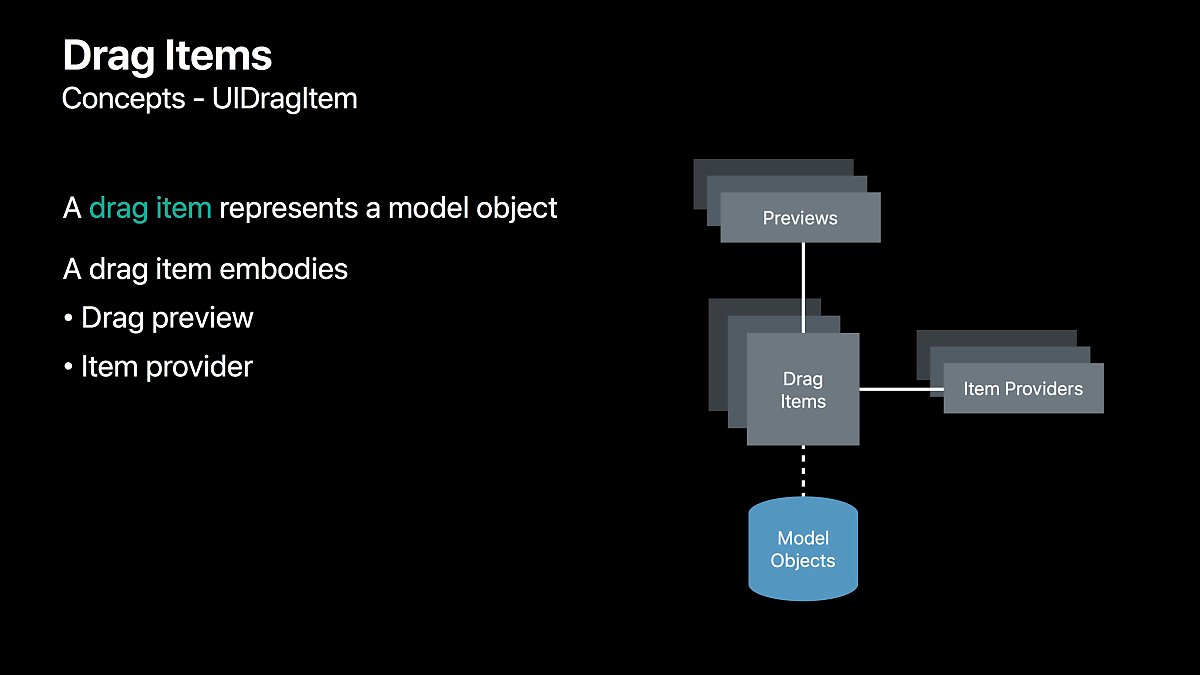 Drag Items
Concepts - UIDragItem
A drag item represents a model object
A drag item embodies
• Drag preview
• Item provider
Previews
Drag
Items
Item Providers
Model
Objects